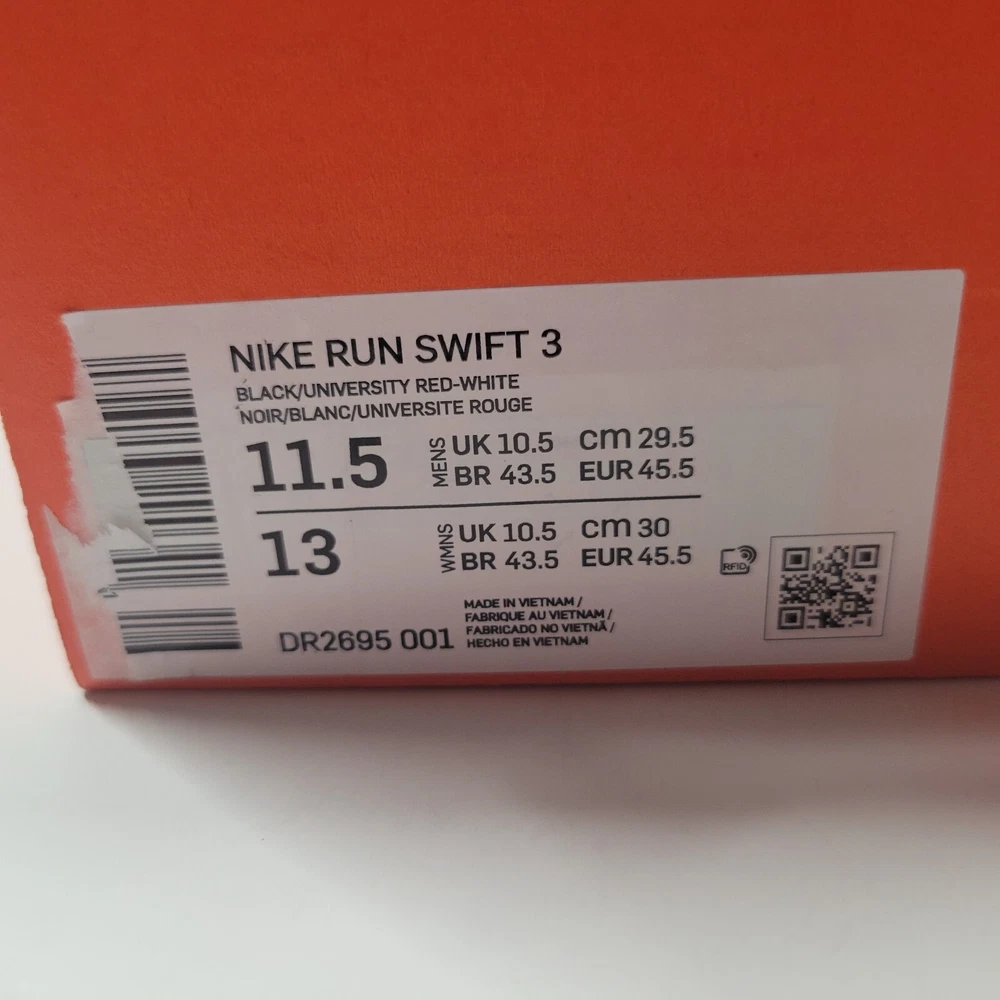 NIKE RUN SWIFT 3
BLACK/UNIVERSITY RED-WHITE
NOIR/BLANC/UNIVERSITE ROUGE
11.5
MENS
UK 10.5 cm 29.5
BR 43.5 EUR 45.5
13
WMNS
UK 10.5 cm 30
BR 43.5 EUR 45.5
RFID
DR2695 001
MADE IN VIETNAM /
FABRIQUE AU VIETNAM /
FABRICADO NO VIETNÃ /
HECHO EN VIETNAM